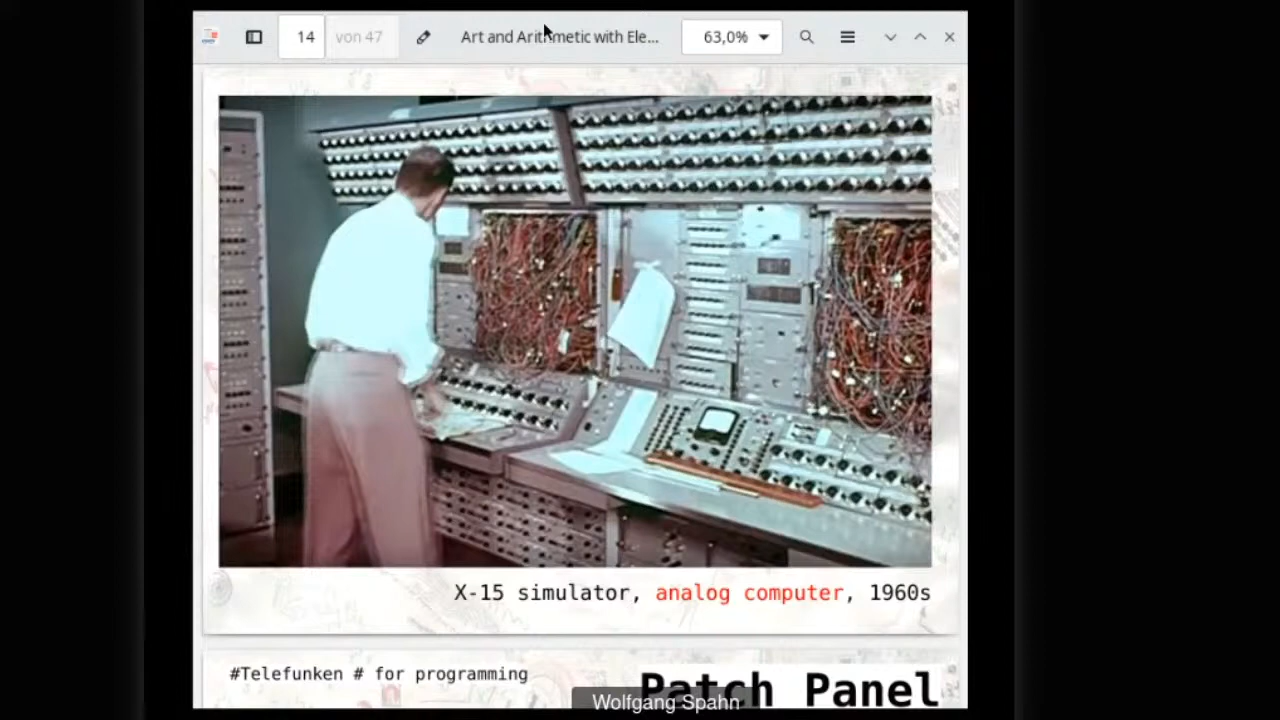 14 von 47 Art and Arithmetic with Ele... 63,0%
X-15 simulator, analog computer, 1960s
#Telefunken # for programming
Patch Panel
Wolfgang Spahn